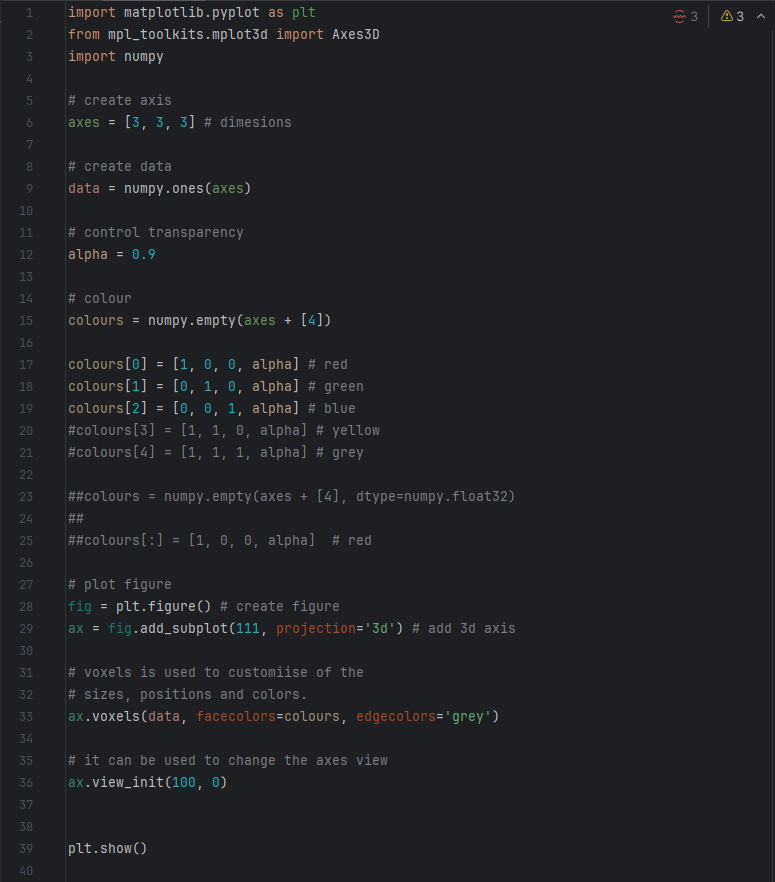 3 3
1 import matplotlib.pyplot as plt
2 from mpl_toolkits.mplot3d import Axes3D
3 import numpy
4
5 # create axis
6 axes = [3, 3, 3] # dimesions
7
8 # create data
9 data = numpy.ones(axes)
10
11 # control transparency
12 alpha = 0.9
13
14 # colour
15 colours = numpy.empty(axes + [4])
16
17 colours[0] = [1, 0, 0, alpha] # red
18 colours[1] = [0, 1, 0, alpha] # green
19 colours[2] = [0, 0, 1, alpha] # blue
20 #colours[3] = [1, 1, 0, alpha] # yellow
21 #colours[4] = [1, 1, 1, alpha] # grey
22
23 ##colours = numpy.empty(axes + [4], dtype=numpy.float32)
24 ##
25 ##colours[:] = [1, 0, 0, alpha]  # red
26
27 # plot figure
28 fig = plt.figure() # create figure
29 ax = fig.add_subplot(111, projection='3d') # add 3d axis
30
31 # voxels is used to customiise of the
32 # sizes, positions and colors.
33 ax.voxels(data, facecolors=colours, edgecolors='grey')
34
35 # it can be used to change the axes view
36 ax.view_init(100, 0)
37
38
39 plt.show()
40